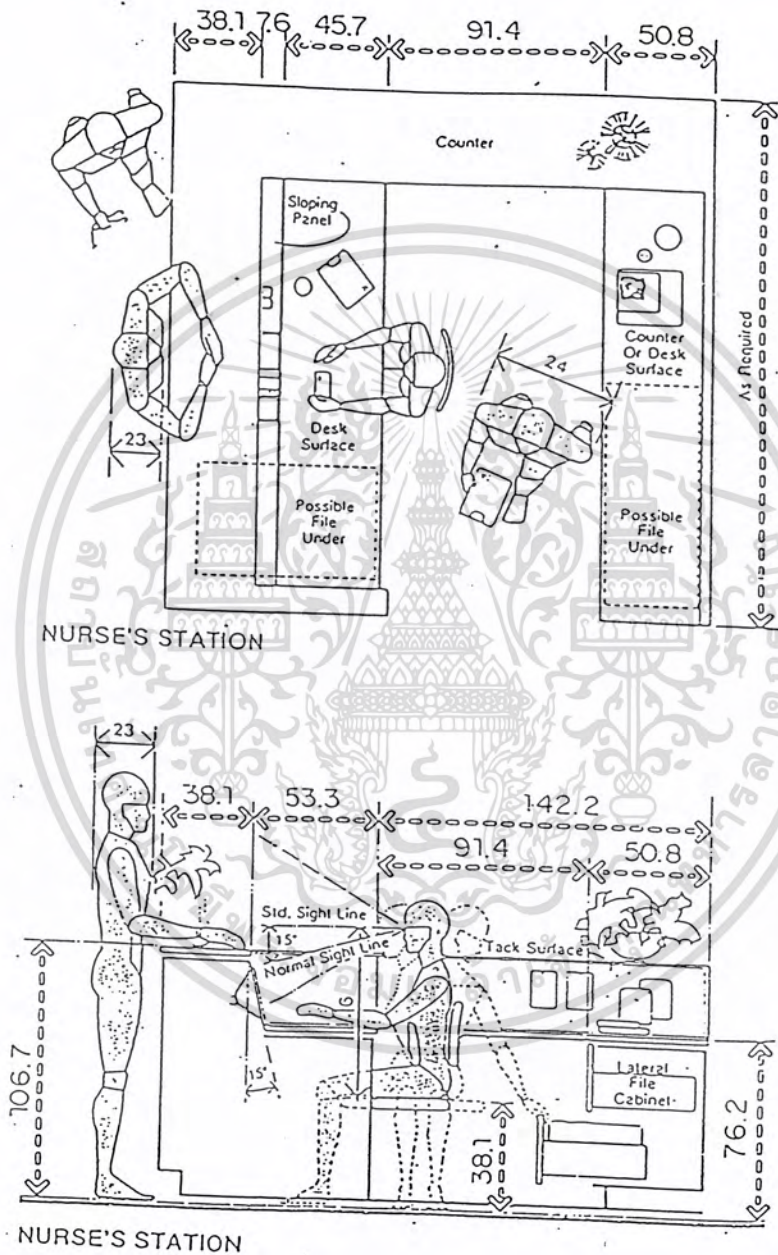 38.1 7.6 45.7 91.4 50.8
Counter
Sloping
Panel
Counter
Or Desk
Surface
As Required
24
23
Desk
Surface
Possible
File
Under
Possible
File
Under
NURSE'S STATION
23
38.1 53.3 142.2
91.4 50.8
Std. Sight Line
15°
Normal Sight Line
Tack Surface
G
106.7
15°
Lateral
File
Cabinet
38.1
76.2
NURSE'S STATION